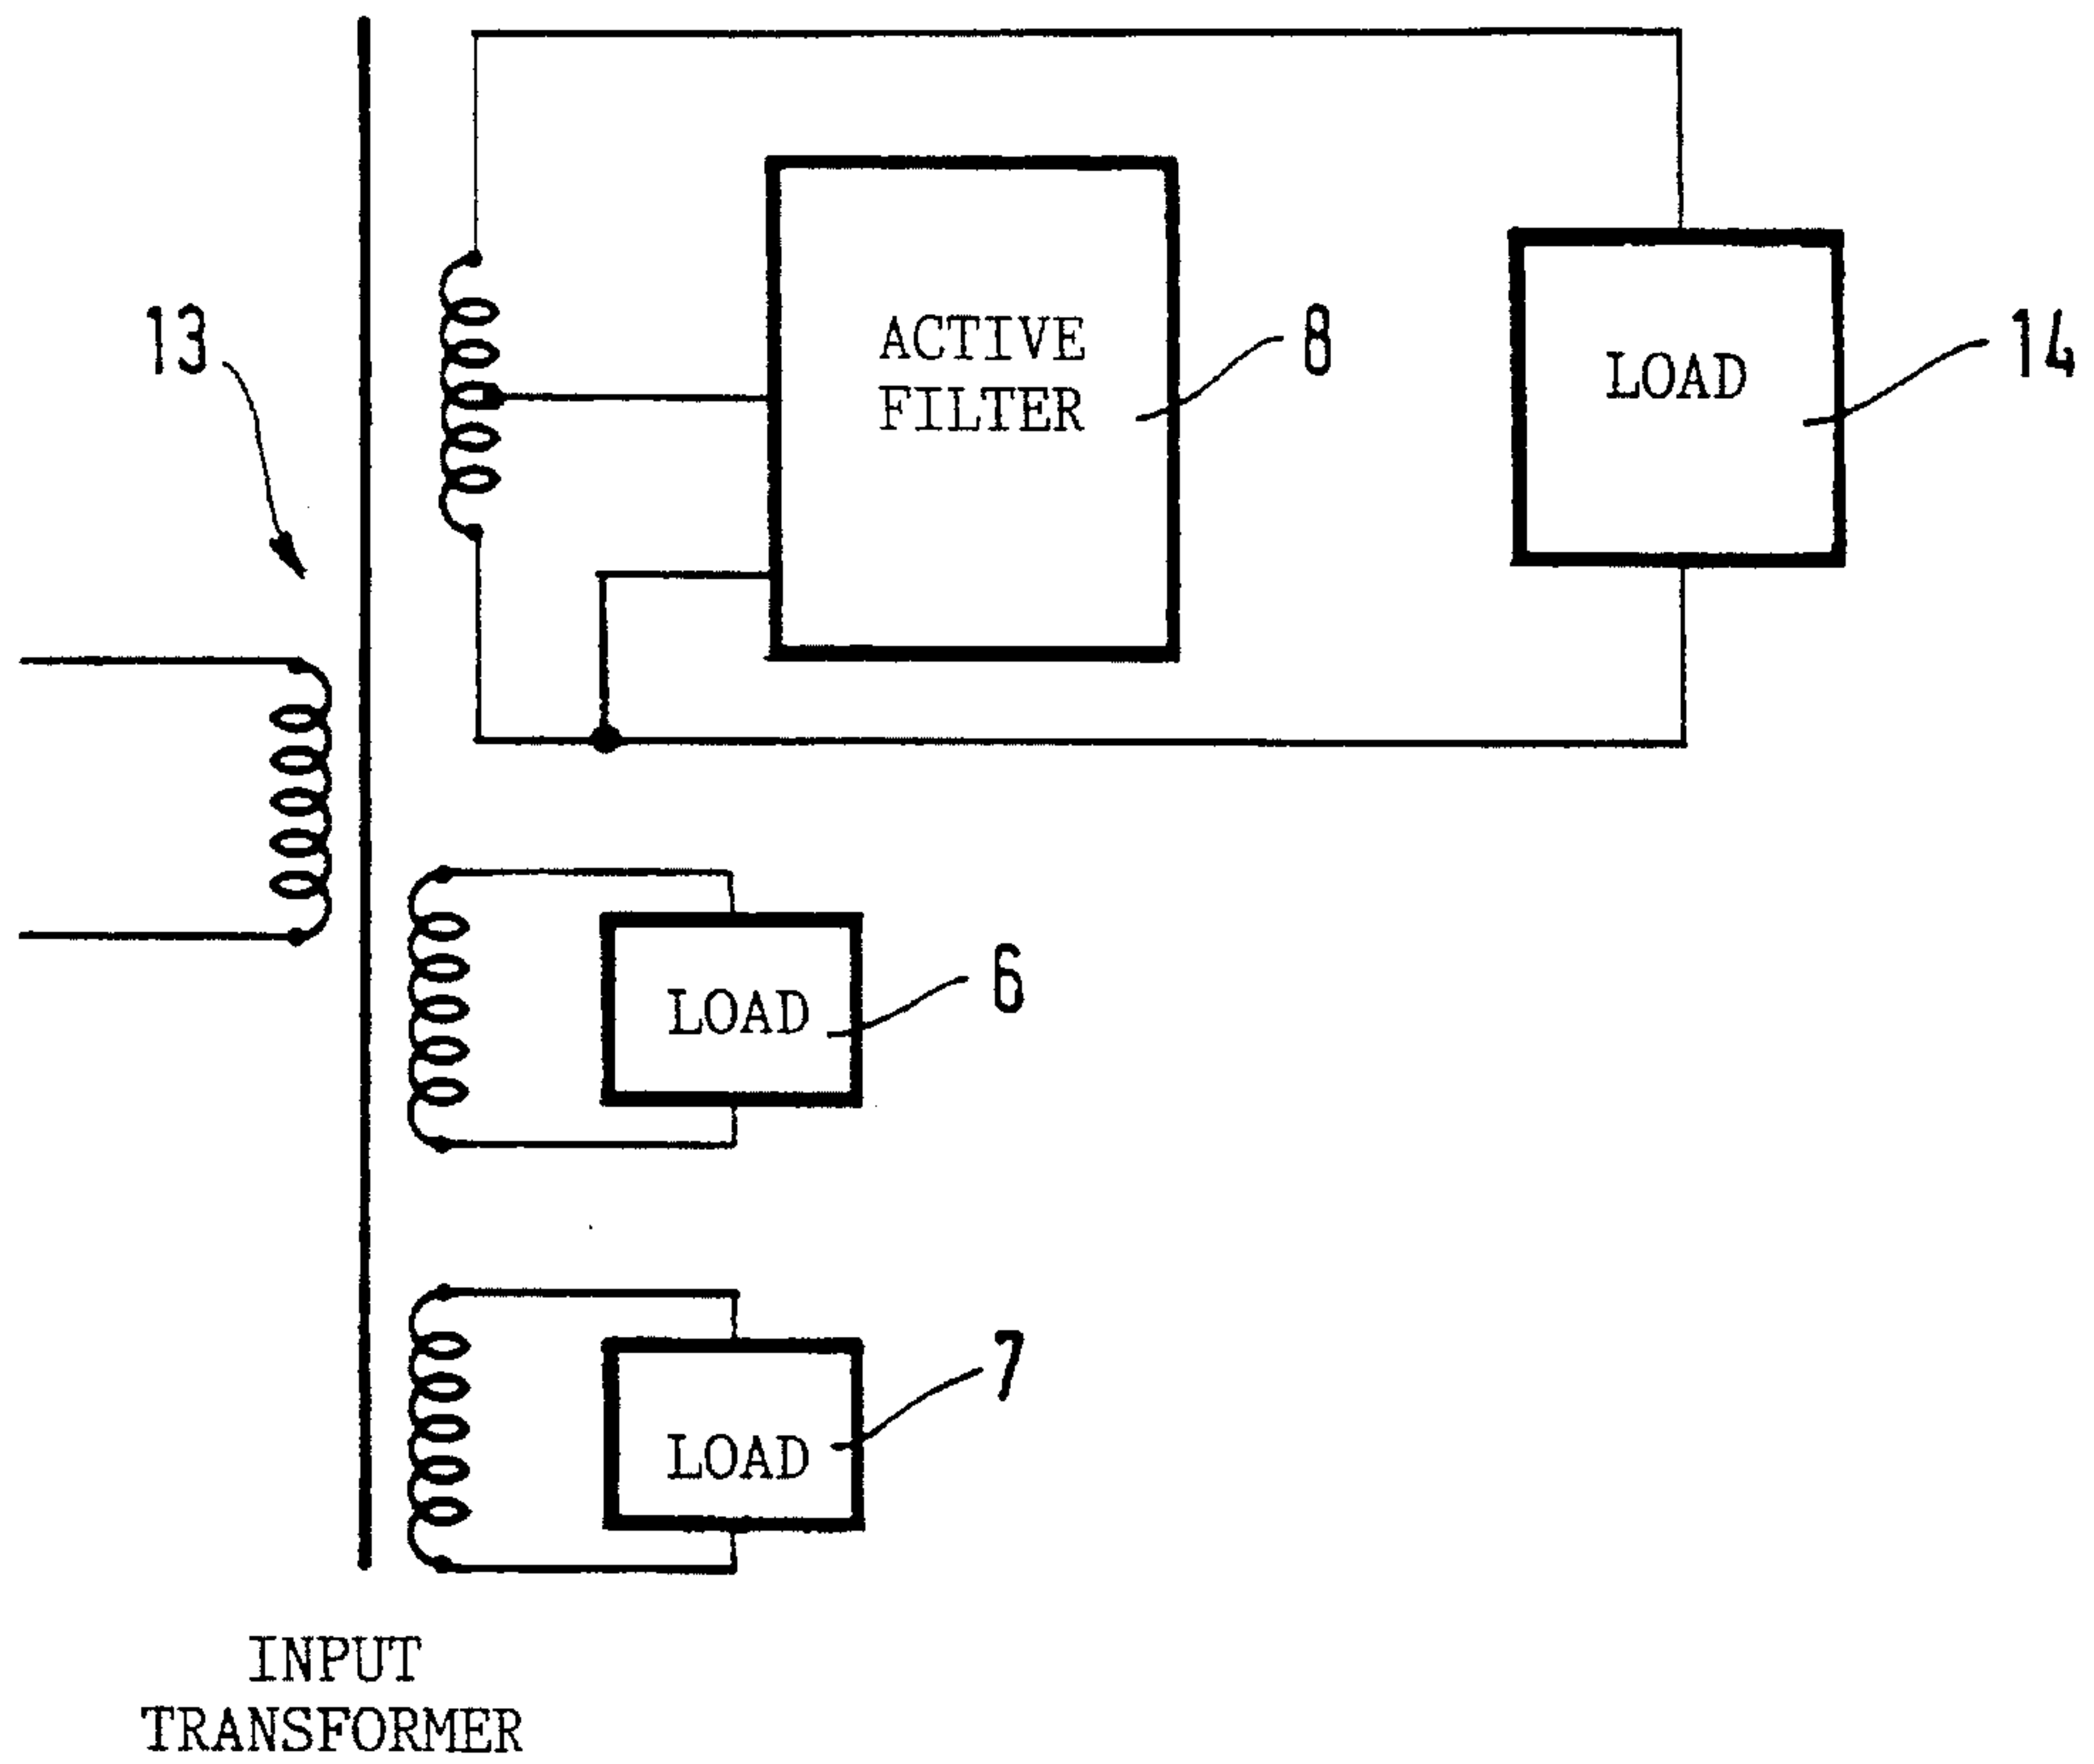 13
ACTIVE
FILTER
8
LOAD
14
LOAD
6
LOAD
7
INPUT
TRANSFORMER